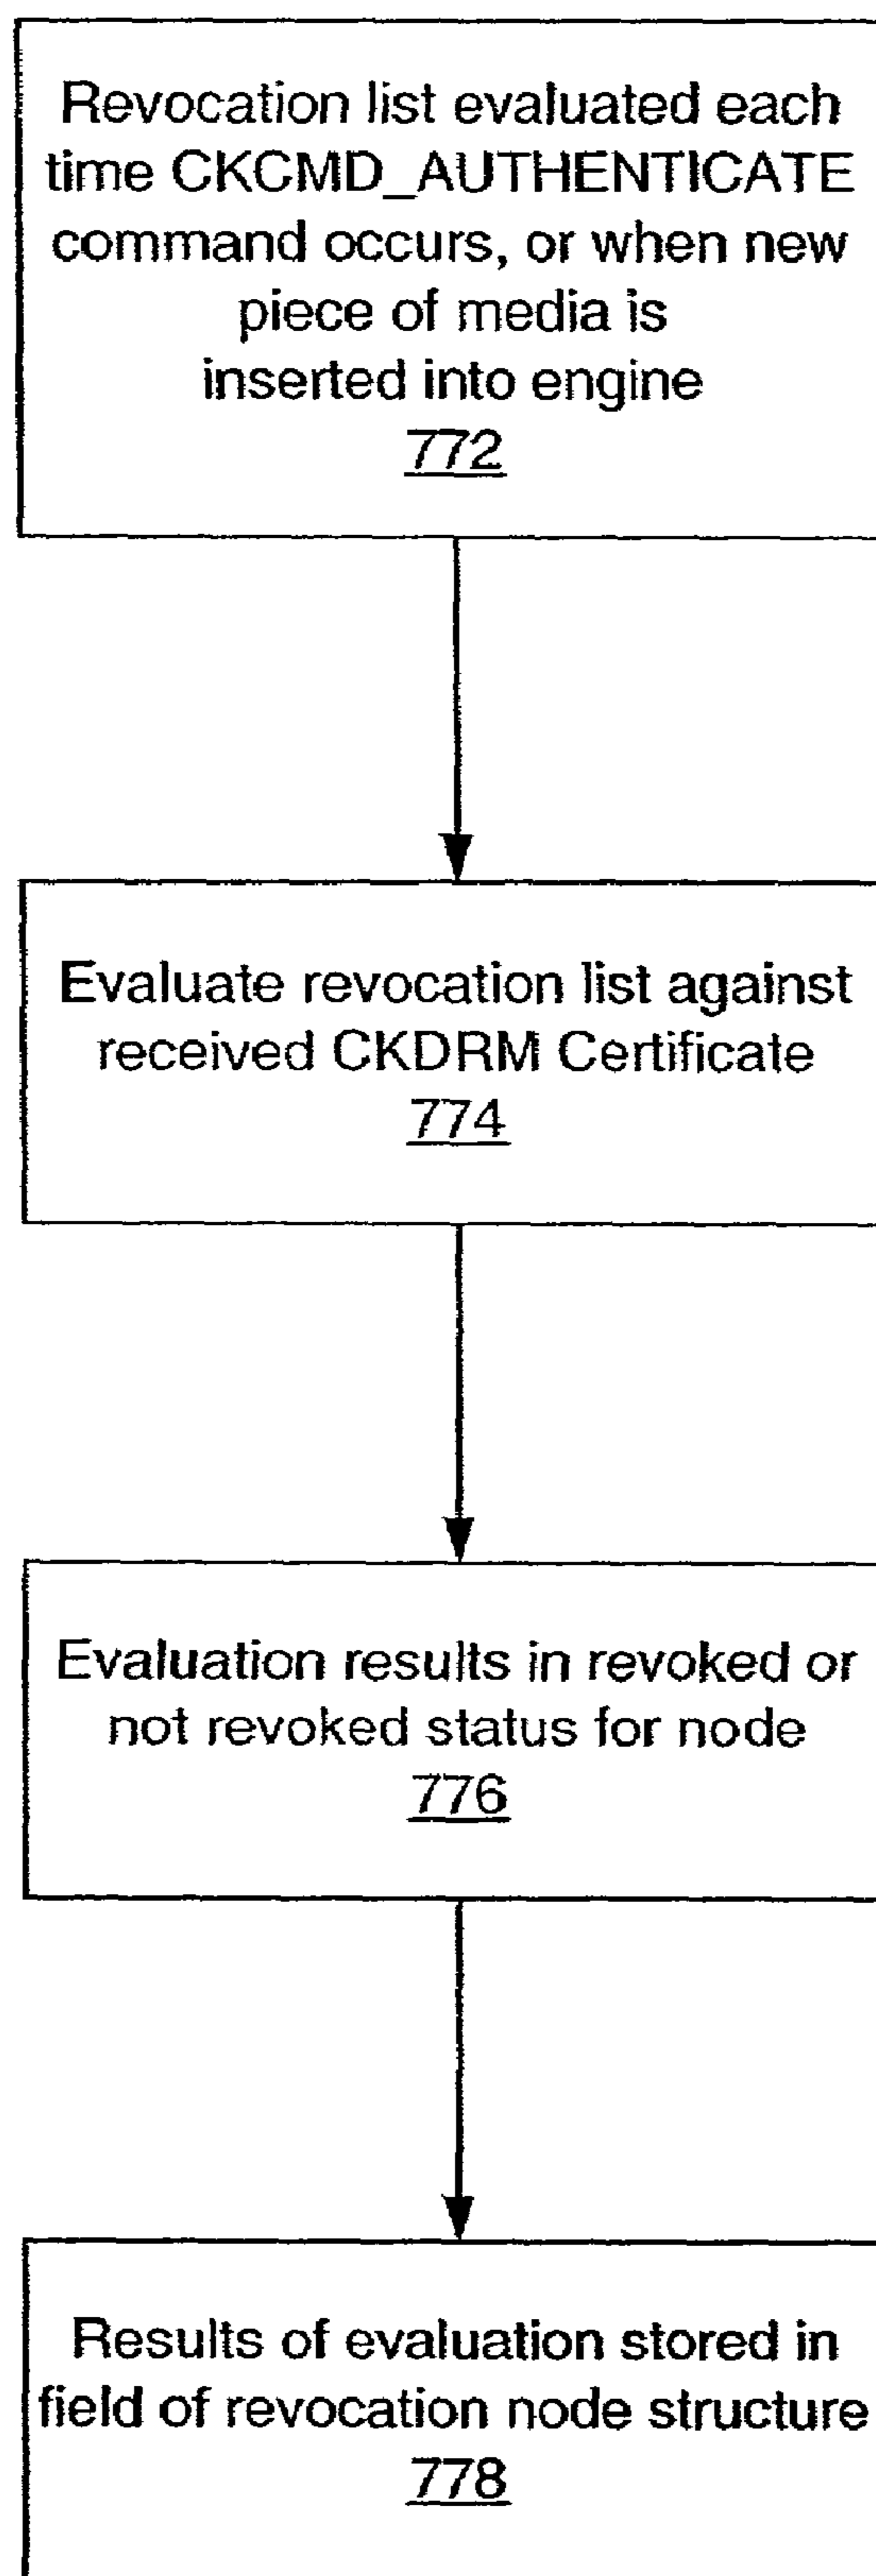 Revocation list evaluated each
time CKCMD_AUTHENTICATE
command occurs, or when new
piece of media is
inserted into engine
772
Evaluate revocation list against
received CKDRM Certificate
774
Evaluation results in revoked or
not revoked status for node
776
Results of evaluation stored in
field of revocation node structure
778